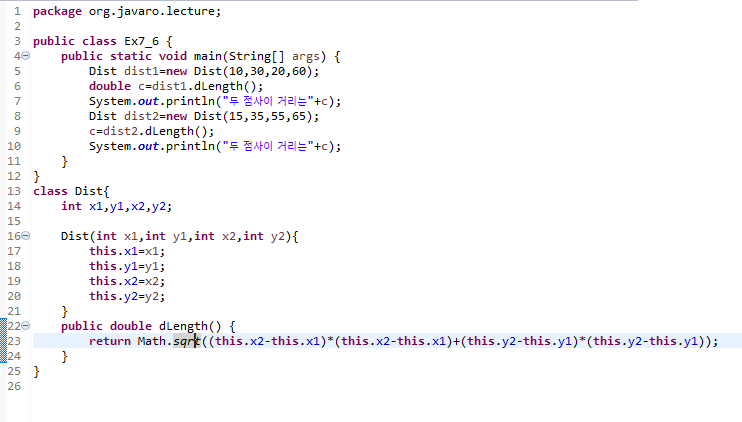 1 package org.javaro.lecture;
2
3 public class Ex7_6 {
4 public static void main(String[] args) {
5 Dist dist1=new Dist(10,30,20,60);
6 double c=dist1.dLength();
7 System.out.println("두 점사이 거리는"+c);
8 Dist dist2=new Dist(15,35,55,65);
9 c=dist2.dLength();
10 System.out.println("두 점사이 거리는"+c);
11 }
12 }
13 class Dist{
14 int x1,y1,x2,y2;
15
16 Dist(int x1,int y1,int x2,int y2){
17 this.x1=x1;
18 this.y1=y1;
19 this.x2=x2;
20 this.y2=y2;
21 }
22 public double dLength() {
23 return Math.sqrt((this.x2-this.x1)*(this.x2-this.x1)+(this.y2-this.y1)*(this.y2-this.y1));
24 }
25 }
26